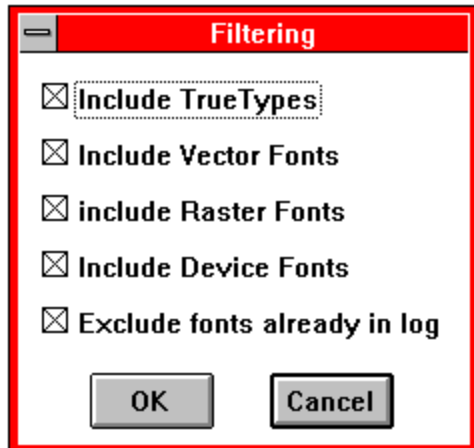 Filtering
Include TrueTypes
Include Vector Fonts
include Raster Fonts
Include Device Fonts
Exclude fonts already in log
OK Cancel